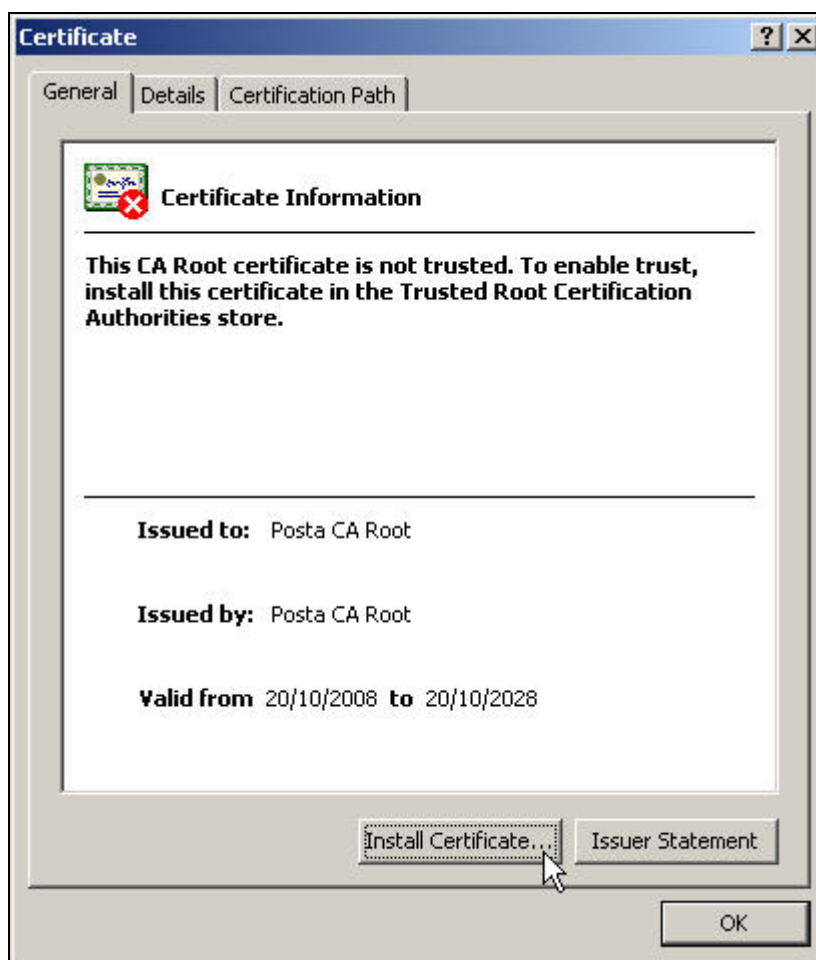 Certificate
General Details Certification Path
Certificate Information
This CA Root certificate is not trusted. To enable trust,
install this certificate in the Trusted Root Certification
Authorities store.
Issued to: Posta CA Root
Issued by: Posta CA Root
Valid from 20/10/2008 to 20/10/2028
Install Certificate... Issuer Statement
OK